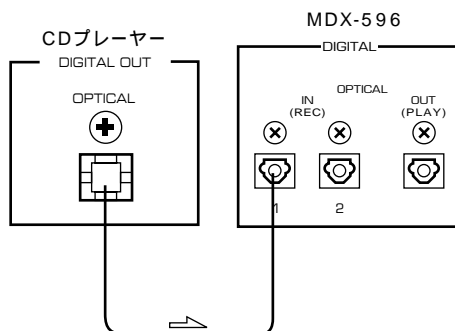 CDプレーヤー
DIGITAL OUT
OPTICAL
MDX-596
DIGITAL
OPTICAL
IN
(REC)
OUT
(PLAY)
1
2